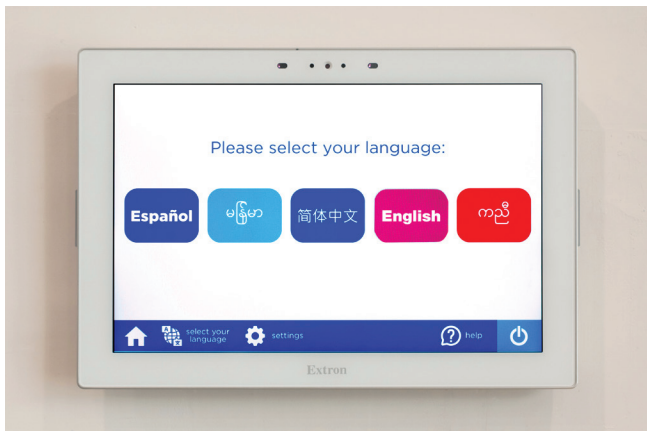 Please select your language:
Español
မြန်မာ
简体中文
English
ကညီ
select your
language
settings
help
Extron